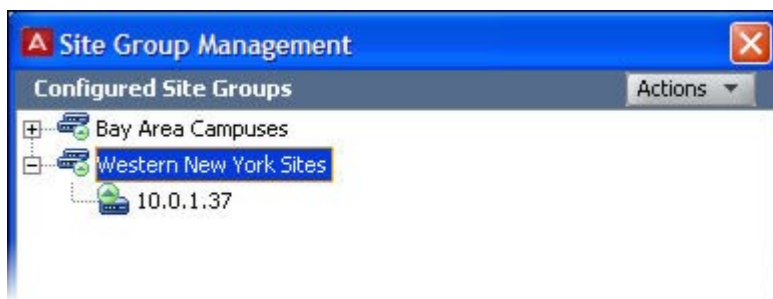 Site Group Management
Configured Site Groups Actions
Bay Area Campuses
Western New York Sites
10.0.1.37